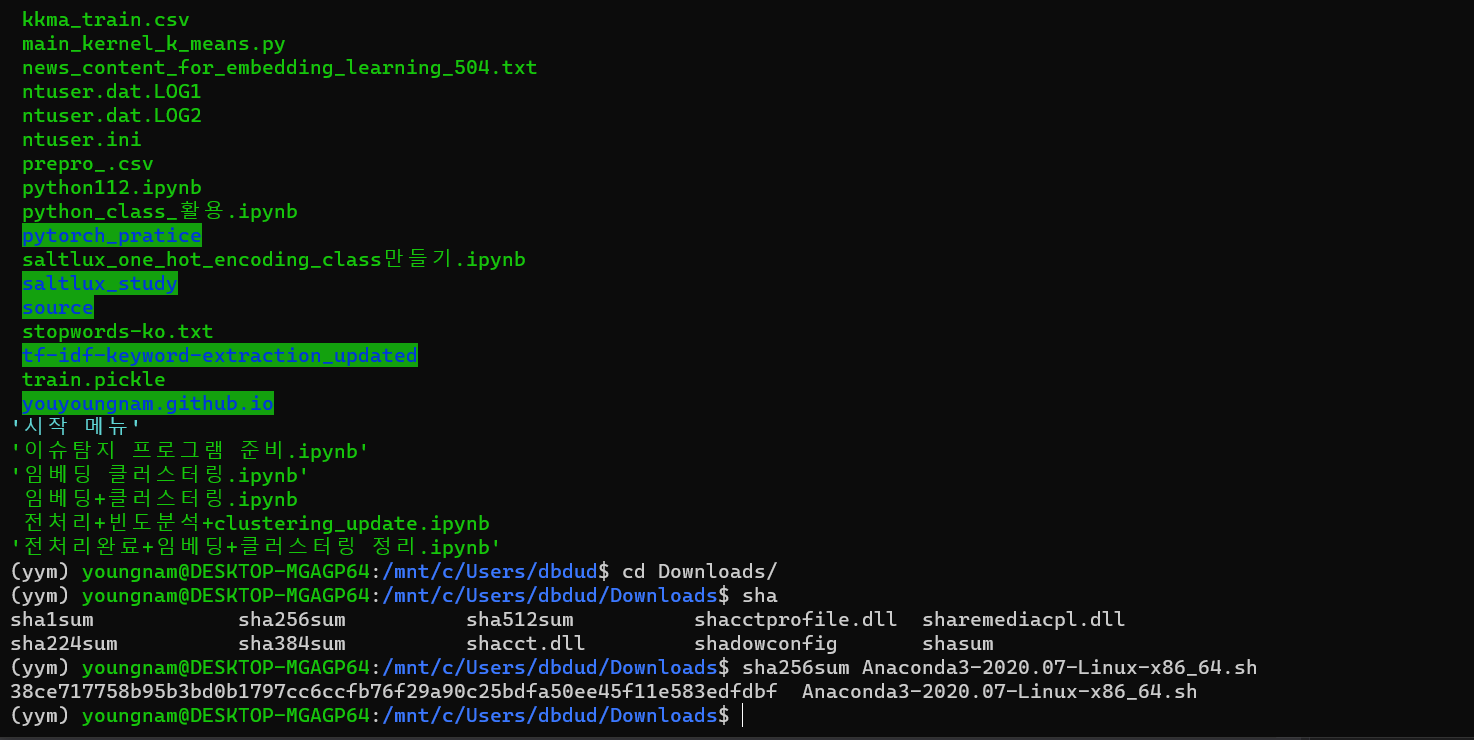 kkma_train.csv
main_kernel_k_means.py
news_content_for_embedding_learning_504.txt
ntuser.dat.LOG1
ntuser.dat.LOG2
ntuser.ini
prepro_.csv
python112.ipynb
python_class_활용.ipynb
pytorch_pratice
saltlux_one_hot_encoding_class만들기.ipynb
saltlux_study
source
stopwords-ko.txt
tf-idf-keyword-extraction_updated
train.pickle
youyoungnam.github.io
'시작 메뉴'
'이슈탐지 프로그램 준비.ipynb'
'임베딩 클러스터링.ipynb'
임베딩+클러스터링.ipynb
전처리+빈도분석+clustering_update.ipynb
'전처리완료+임베딩+클러스터링 정리.ipynb'
(yym) youngnam@DESKTOP-MGAGP64:/mnt/c/Users/dbdud$ cd Downloads/
(yym) youngnam@DESKTOP-MGAGP64:/mnt/c/Users/dbdud/Downloads$ sha
sha1sum sha256sum sha512sum shacctprofile.dll sharemediacpl.dll
sha224sum sha384sum shacct.dll shadowconfig shasum
(yym) youngnam@DESKTOP-MGAGP64:/mnt/c/Users/dbdud/Downloads$ sha256sum Anaconda3-2020.07-Linux-x86_64.sh
38ce717758b95b3bd0b1797cc6ccfb76f29a90c25bdfa50ee45f11e583edfdbf Anaconda3-2020.07-Linux-x86_64.sh
(yym) youngnam@DESKTOP-MGAGP64:/mnt/c/Users/dbdud/Downloads$